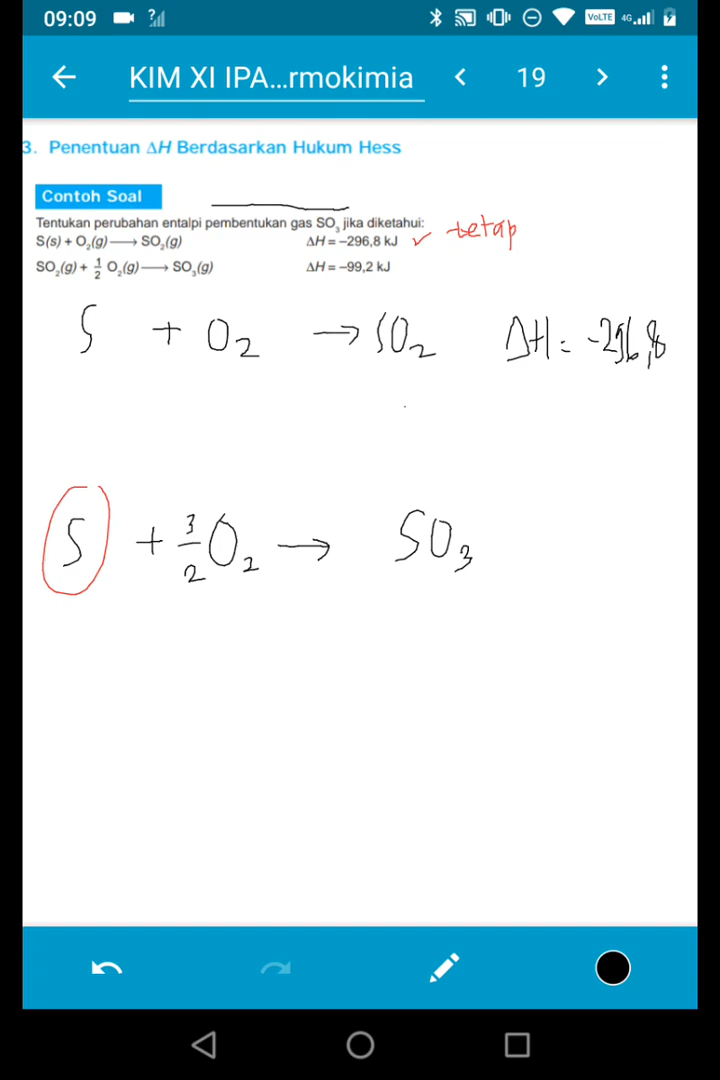 09:09 ? VoLTE 4G
KIM XI IPA...rmokimia < 19 >
3. Penentuan ΔH Berdasarkan Hukum Hess
Contoh Soal
Tentukan perubahan entalpi pembentukan gas SO₃ jika diketahui:
S(s) + O₂(g) ⟶ SO₂(g) ΔH = –296,8 kJ ✓ tetap
SO₂(g) + 1/2 O₂(g) ⟶ SO₃(g) ΔH = –99,2 kJ
S + O₂ → SO₂ ΔH = -296,8
S + 3/2 O₂ → SO₃